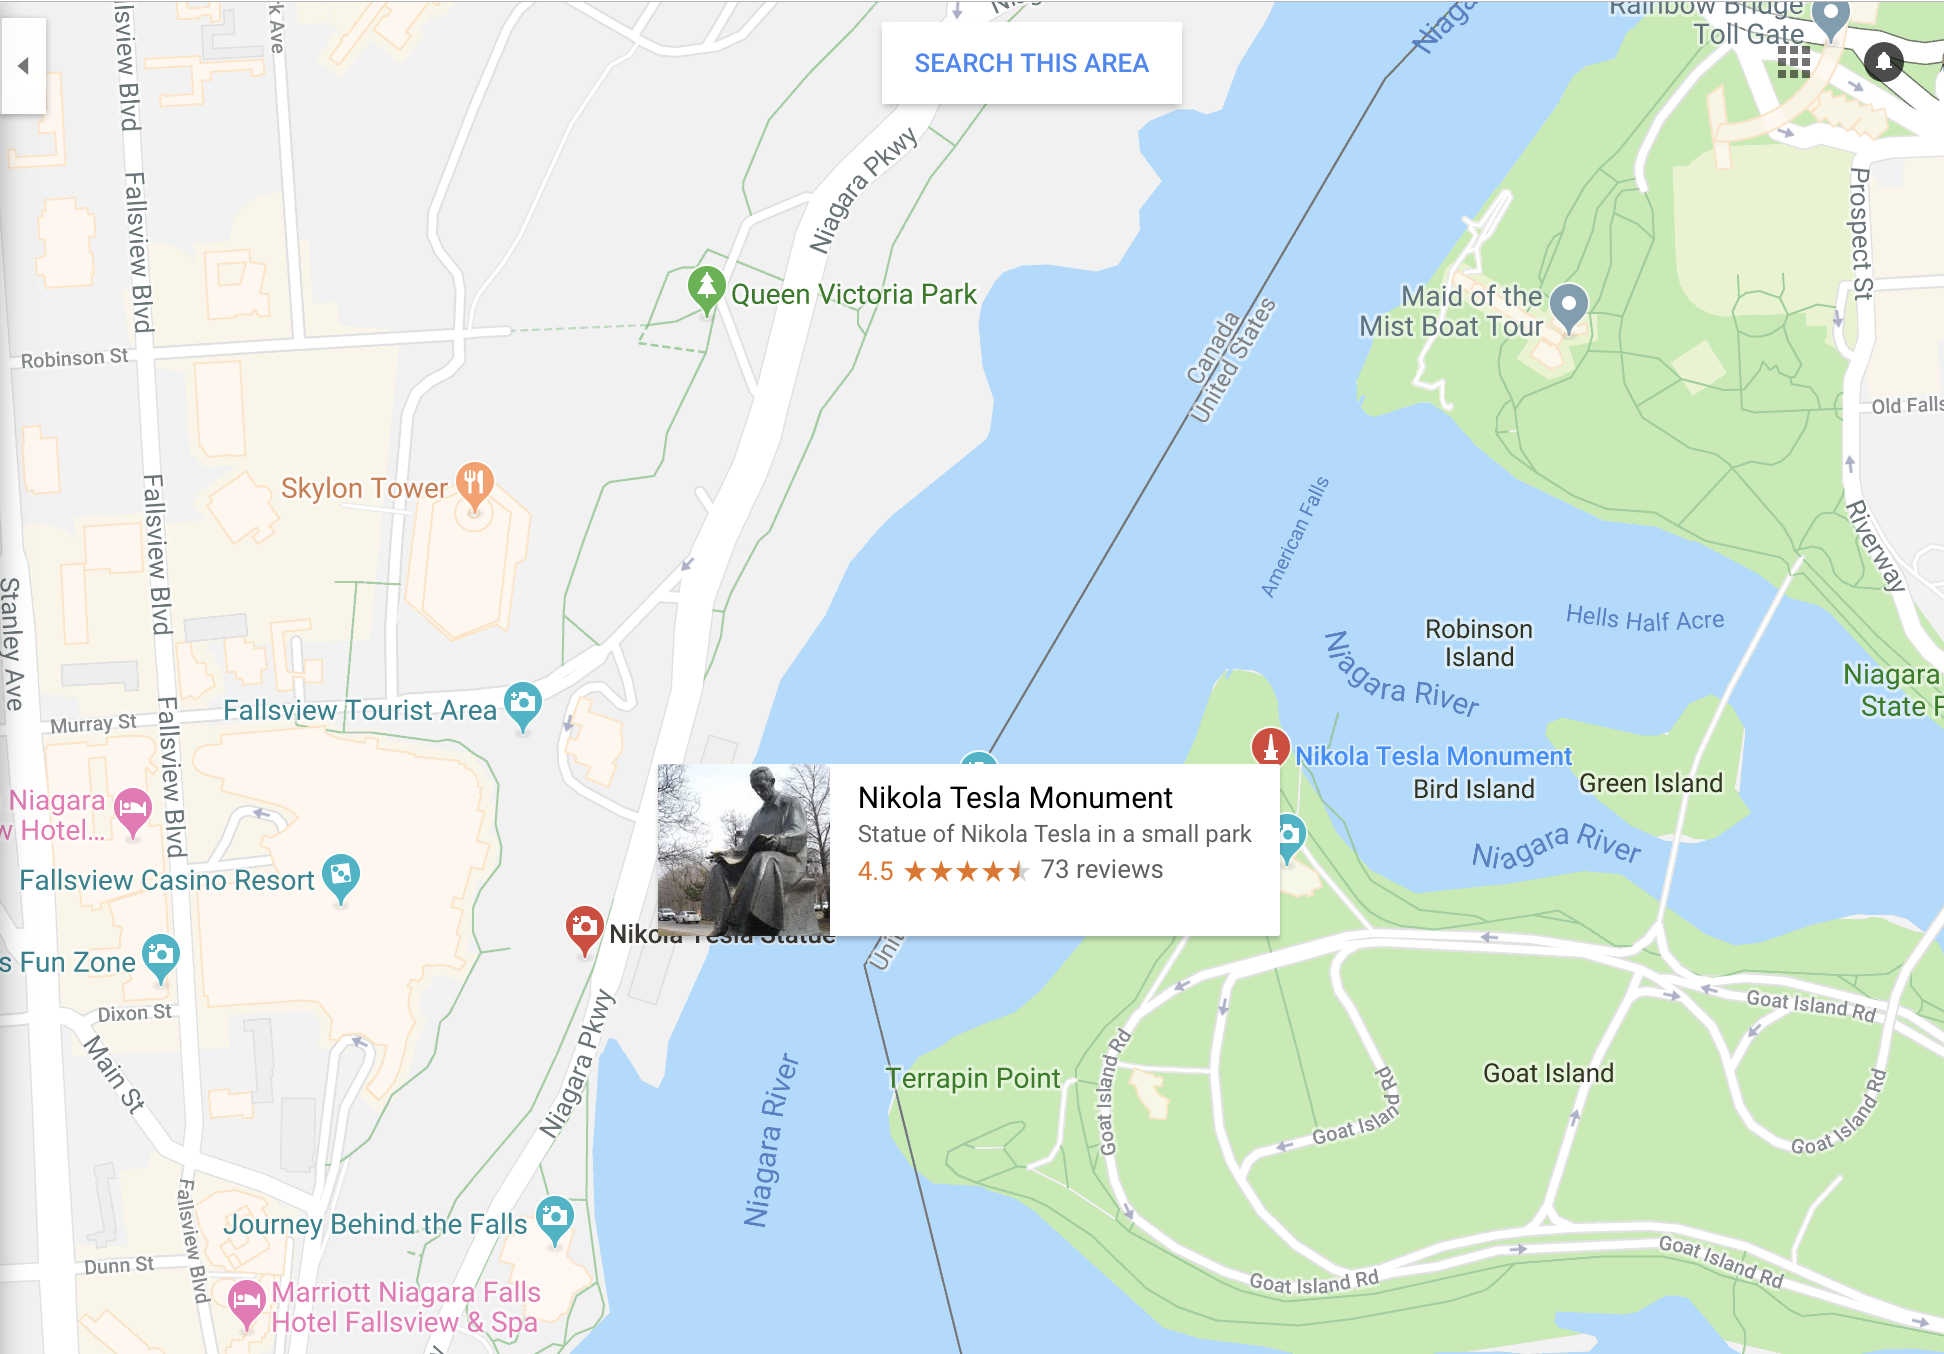 SEARCH THIS AREA
Rainbow Bridge
Toll Gate
Fallsview Blvd
Niagara Pkwy
Prospect St
Fallsview Blvd
Queen Victoria Park
Maid of the
Mist Boat Tour
Canada
United States
Robinson St
Old Falls
Skylon Tower
American Falls
Fallsview Blvd
Riverway
Stanley Ave
Hells Half Acre
Robinson
Island
Niagara River
Niagara
State P
Fallsview Tourist Area
Murray St
Fallsview Blvd
Nikola Tesla Monument
Bird Island
Green Island
Nikola Tesla Monument
Statue of Nikola Tesla in a small park
4.5
73 reviews
Niagara
w Hotel...
Niagara River
Fallsview Casino Resort
Nikola Tesla Statue
s Fun Zone
Dixon St
Main St
Niagara Pkwy
Goat Island Rd
Goat Island Rd
Terrapin Point
Goat Island
Goat Island Rd
Goat Island Rd
Niagara River
Journey Behind the Falls
Fallsview Blvd
Dunn St
Goat Island Rd
Goat Island Rd
Marriott Niagara Falls
Hotel Fallsview & Spa